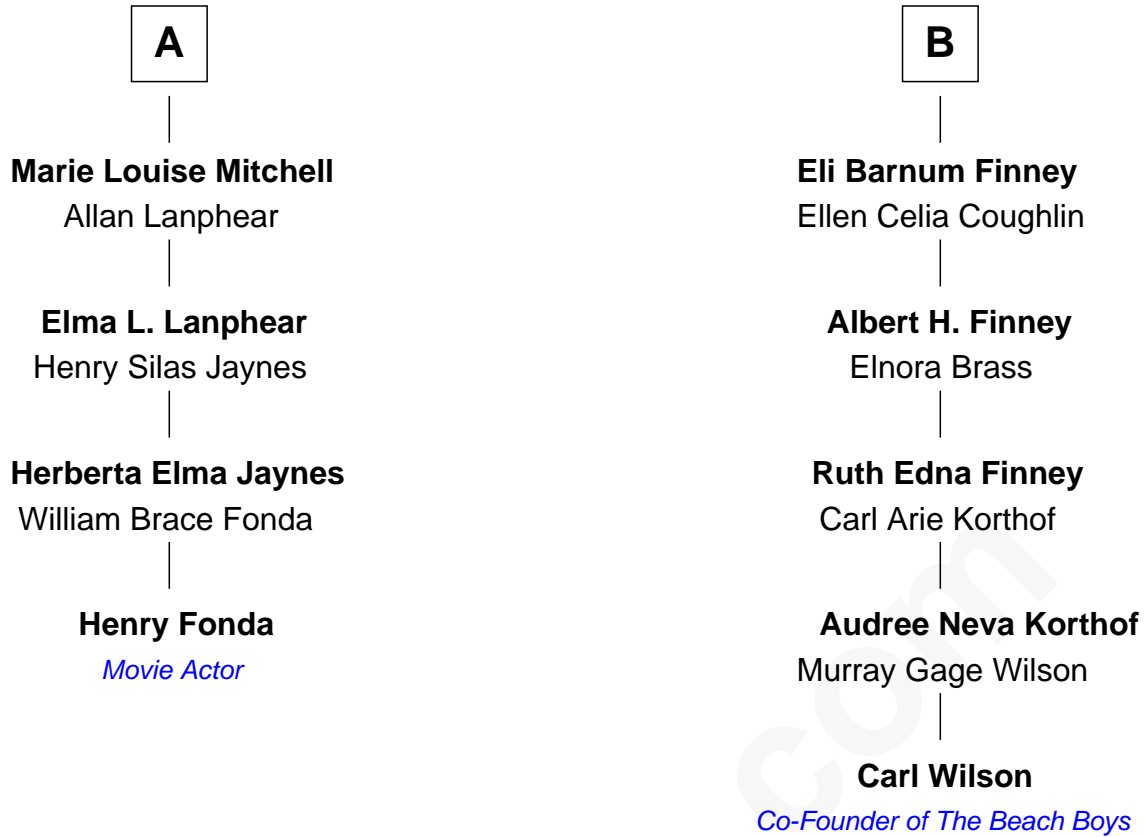 A
Marie Louise Mitchell
Allan Lanphear
Elma L. Lanphear
Henry Silas Jaynes
Herberta Elma Jaynes
William Brace Fonda
Henry Fonda
Movie Actor
B
Eli Barnum Finney
Ellen Celia Coughlin
Albert H. Finney
Elnora Brass
Ruth Edna Finney
Carl Arie Korthof
Audree Neva Korthof
Murray Gage Wilson
Carl Wilson
Co-Founder of The Beach Boys
com